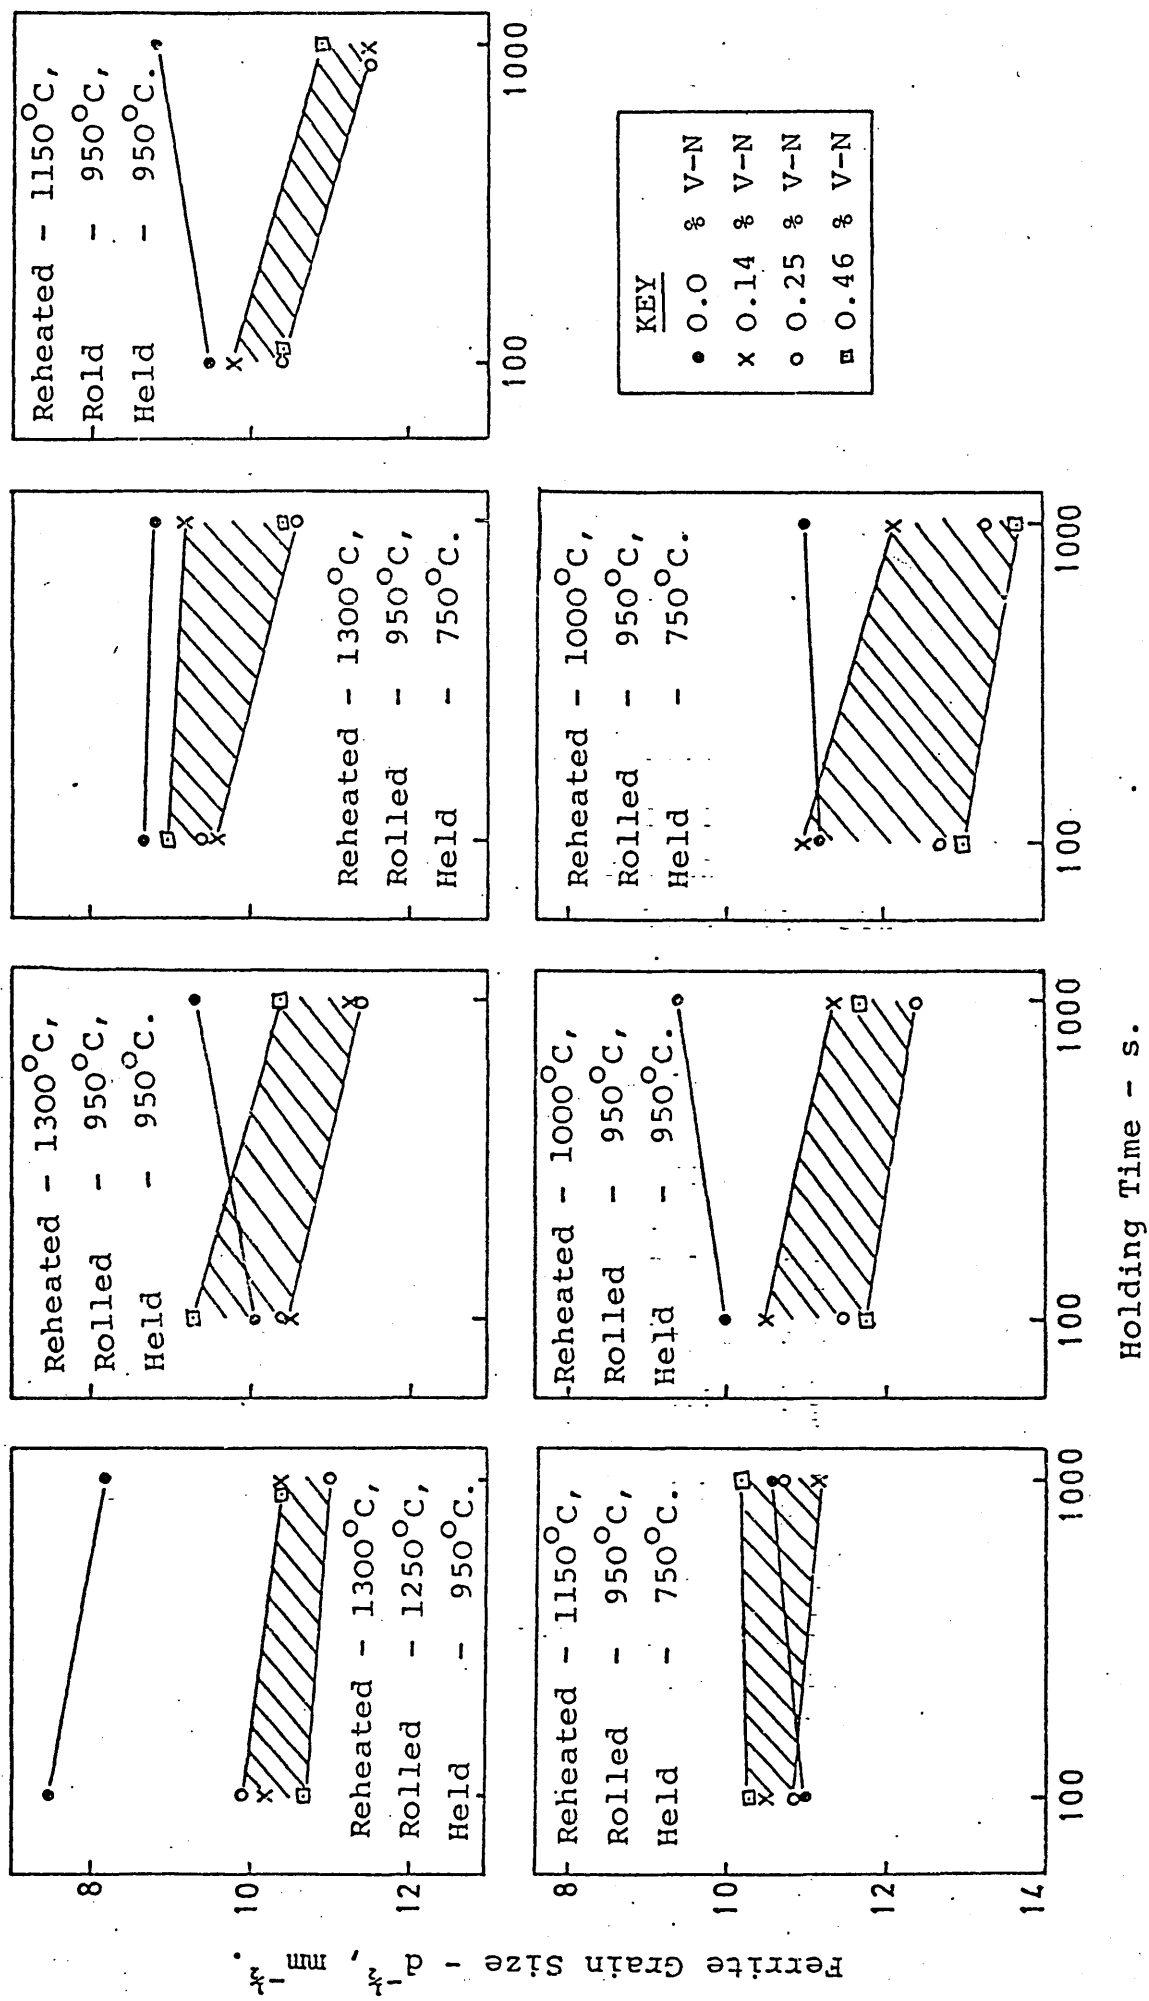 Reheated - 1300°C,
Rolled - 1250°C,
Held - 950°C.
Reheated - 1300°C,
Rolled - 950°C,
Held - 950°C.
Reheated - 1300°C,
Rolled - 950°C,
Held - 750°C.
Reheated - 1150°C,
Rold - 950°C,
Held - 950°C.
8
10
12
100
1000
Reheated - 1150°C,
Rolled - 950°C,
Held - 750°C.
Reheated - 1000°C,
Rolled - 950°C,
Held - 950°C.
Reheated - 1000°C,
Rolled - 950°C,
Held - 750°C.
KEY
● 0.0 % V-N
x 0.14 % V-N
o 0.25 % V-N
⊡ 0.46 % V-N
8
10
12
14
100
1000
100
1000
100
1000
Ferrite Grain Size - d^-½, mm^-½.
Holding Time - s.